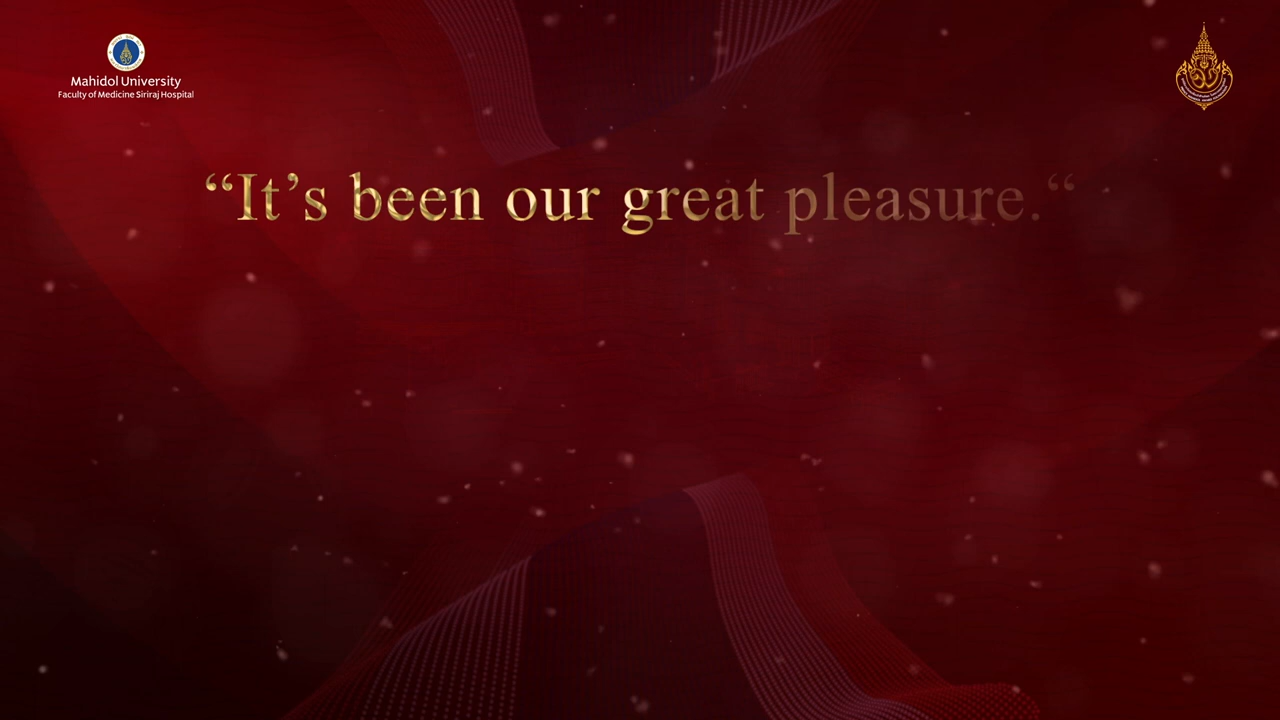 Mahidol University
Faculty of Medicine Siriraj Hospital
“It’s been our great pleasure.“